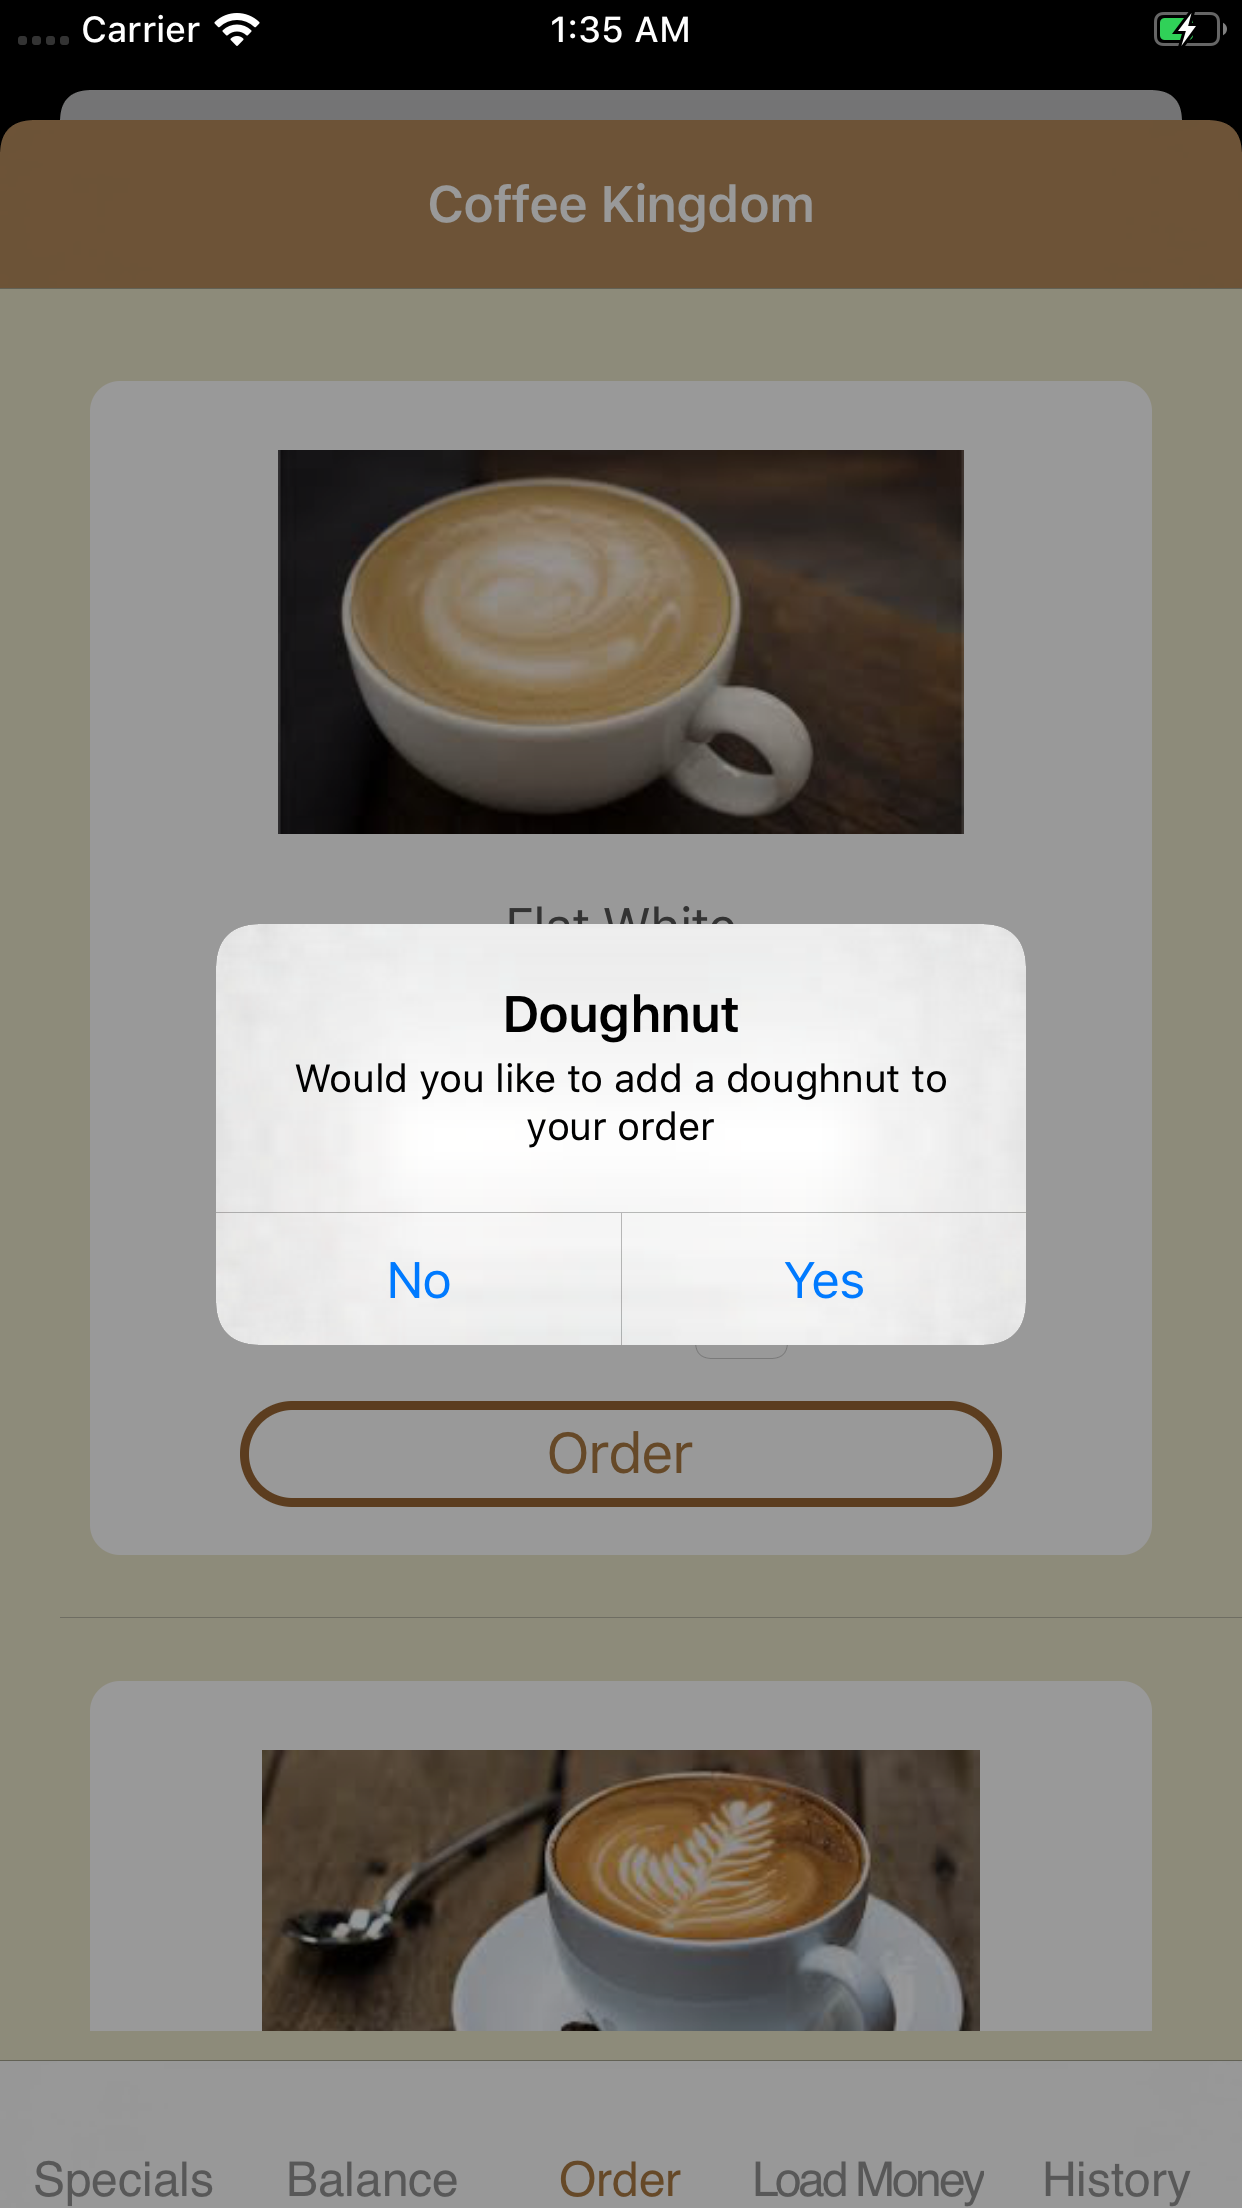 Carrier
1:35 AM
Coffee Kingdom
Flat White
Doughnut
Would you like to add a doughnut to
your order
No
Yes
Order
Specials
Balance
Order
Load Money
History